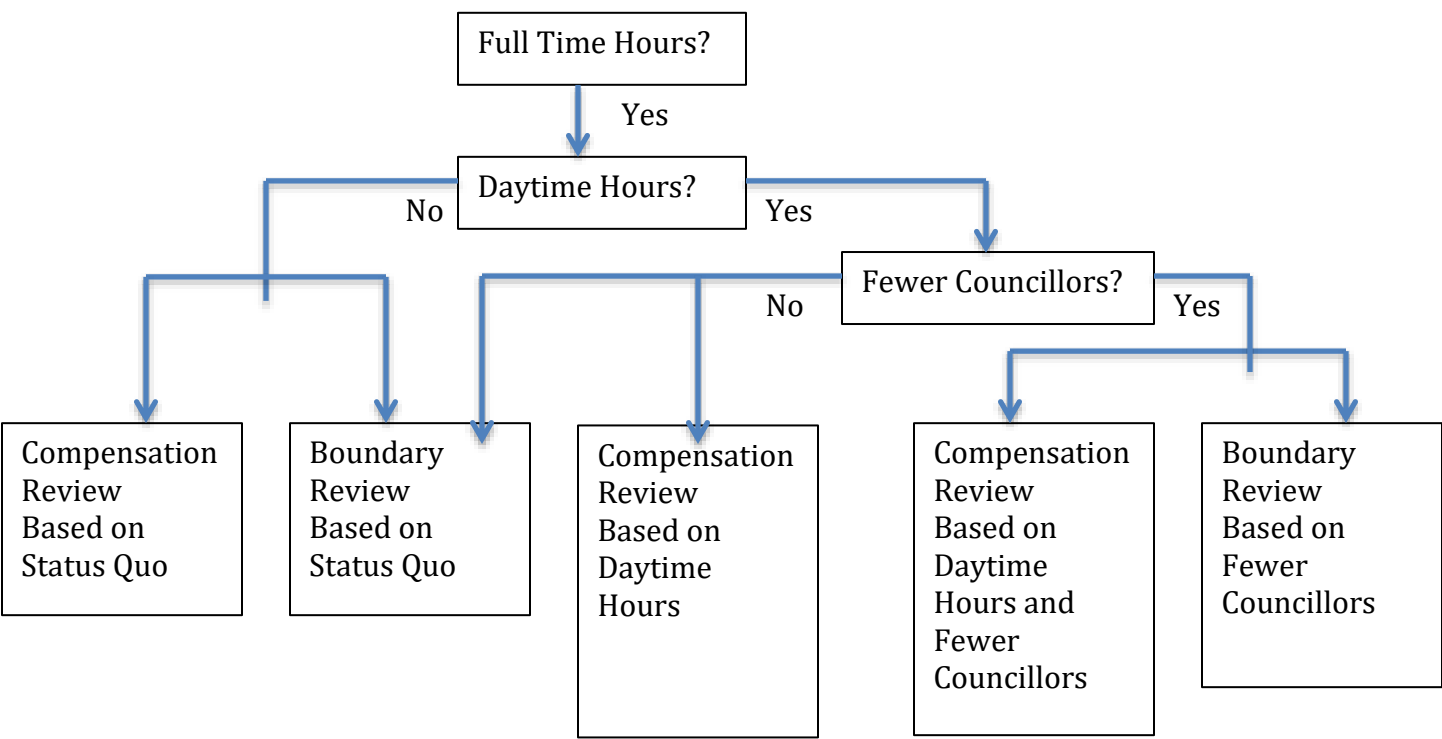 Full Time Hours?
Yes
Daytime Hours?
No
Yes
Fewer Councillors?
No
Yes
Compensation
Review
Based on
Status Quo
Boundary
Review
Based on
Status Quo
Compensation
Review
Based on
Daytime
Hours
Compensation
Review
Based on
Daytime
Hours and
Fewer
Councillors
Boundary
Review
Based on
Fewer
Councillors